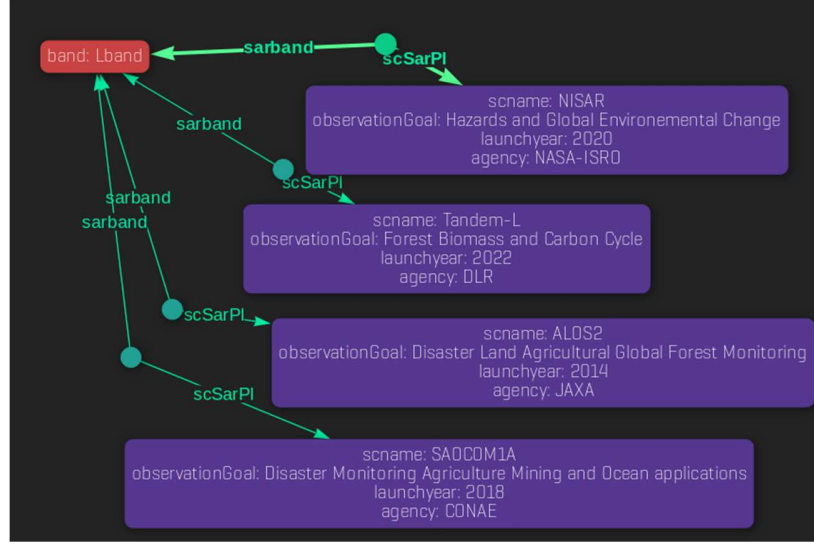 band: Lband
sarband
scSarPl
scname: NISAR
observationGoal: Hazards and Global Environemental Change
launchyear: 2020
agency: NASA-ISRO
sarband
scSarPl
scname: Tandem-L
observationGoal: Forest Biomass and Carbon Cycle
launchyear: 2022
agency: DLR
sarband
sarband
scSarPl
scname: ALOS2
observationGoal: Disaster Land Agricultural Global Forest Monitoring
launchyear: 2014
agency: JAXA
scSarPl
scname: SAOCOM1A
observationGoal: Disaster Monitoring Agriculture Mining and Ocean applications
launchyear: 2018
agency: CONAE